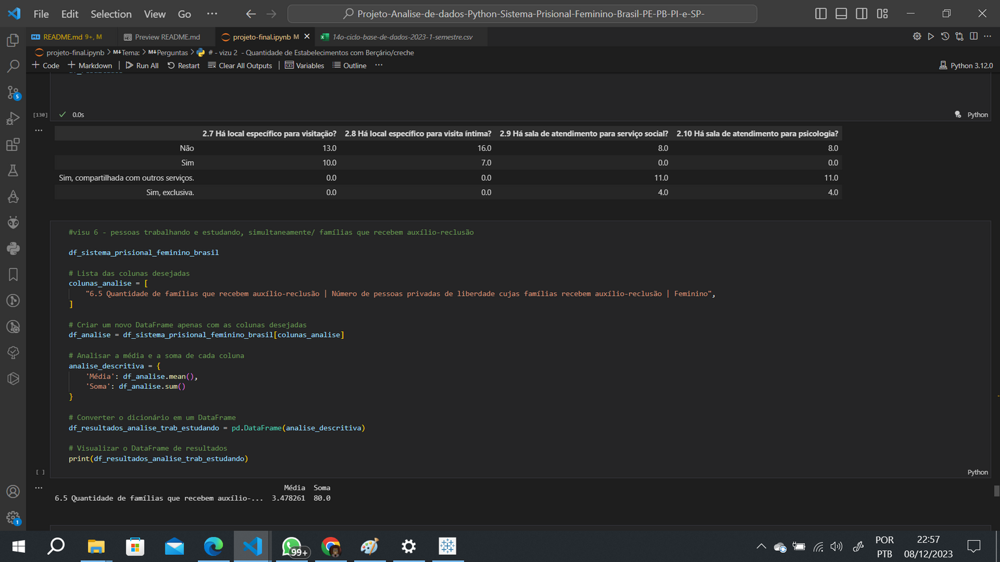 File Edit Selection View Go ··· Projeto-Analise-de-dados-Python-Sistema-Prisional-Feminino-Brasil-PE-PB-PI-e-SP-
README.md 9+, M Preview README.md projeto-final.ipynb M 14o-ciclo-base-de-dados-2023-1-semestre.csv
projeto-final.ipynb > M↓Tema: > M↓Perguntas > # - vizu 2 - Quantidade de Estabelecimentos com Berçário/creche
+ Code + Markdown Run All Restart Clear All Outputs Variables Outline ··· Python 3.12.0
[130] 0.0s Python
2.7 Há local específico para visitação? 2.8 Há local específico para visita íntima? 2.9 Há sala de atendimento para serviço social? 2.10 Há sala de atendimento para psicologia?
Não 13.0 16.0 8.0 8.0
Sim 10.0 7.0 0.0 0.0
Sim, compartilhada com outros serviços. 0.0 0.0 11.0 11.0
Sim, exclusiva. 0.0 0.0 4.0 4.0
#visu 6 - pessoas trabalhando e estudando, simultaneamente/ famílias que recebem auxílio-reclusão
df_sistema_prisional_feminino_brasil
# Lista das colunas desejadas
colunas_analise = [
"6.5 Quantidade de famílias que recebem auxílio-reclusão | Número de pessoas privadas de liberdade cujas famílias recebem auxílio-reclusão | Feminino",
]
# Criar um novo DataFrame apenas com as colunas desejadas
df_analise = df_sistema_prisional_feminino_brasil[colunas_analise]
# Analisar a média e a soma de cada coluna
analise_descritiva = {
'Média': df_analise.mean(),
'Soma': df_analise.sum()
}
# Converter o dicionário em um DataFrame
df_resultados_analise_trab_estudando = pd.DataFrame(analise_descritiva)
# Visualizar o DataFrame de resultados
print(df_resultados_analise_trab_estudando)
[ ] Python
Média Soma
6.5 Quantidade de famílias que recebem auxílio-... 3.478261 80.0
5
1
99+
POR
PTB
22:57
08/12/2023